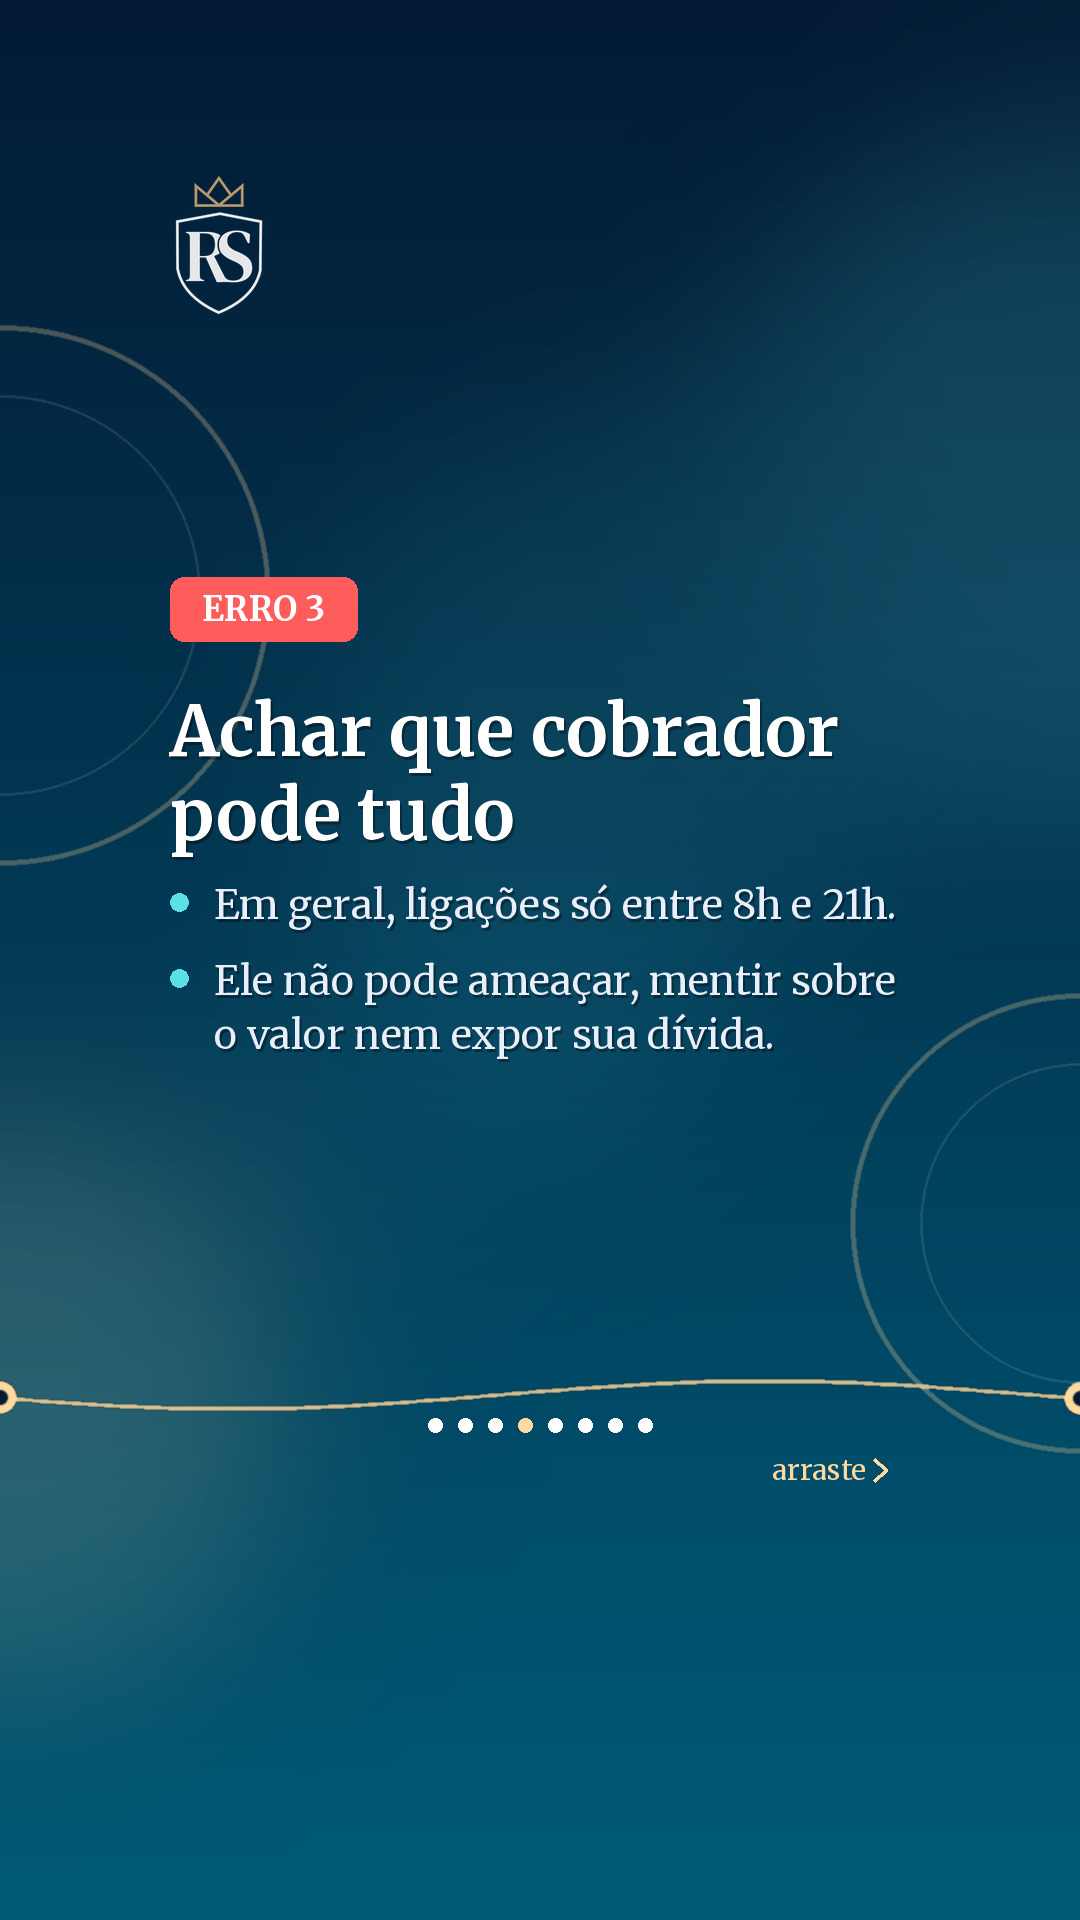 RS
ERRO 3
Achar que cobrador
pode tudo
Em geral, ligações só entre 8h e 21h.
Ele não pode ameaçar, mentir sobre
o valor nem expor sua dívida.
arraste